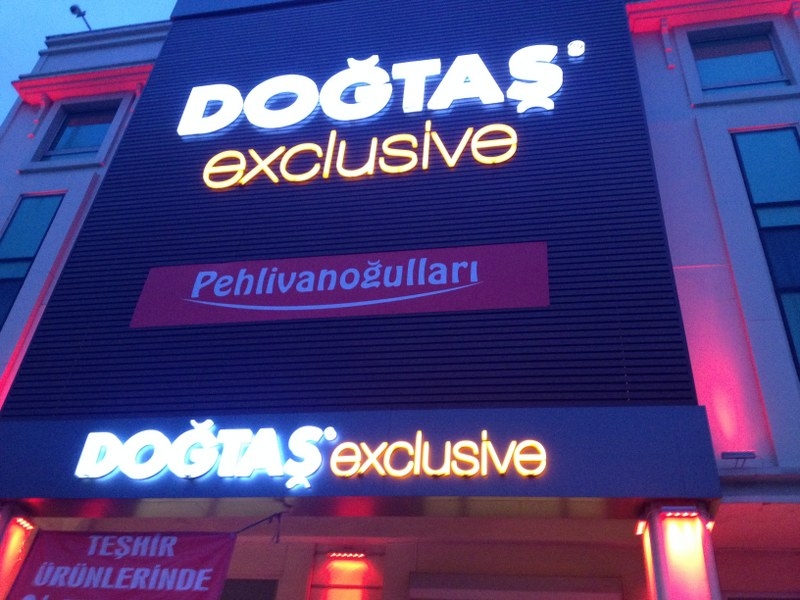 DOĞTAŞ®
exclusive
Pehlivanoğulları
DOĞTAŞ® exclusive
TEŞHİR
ÜRÜNLERİNDE